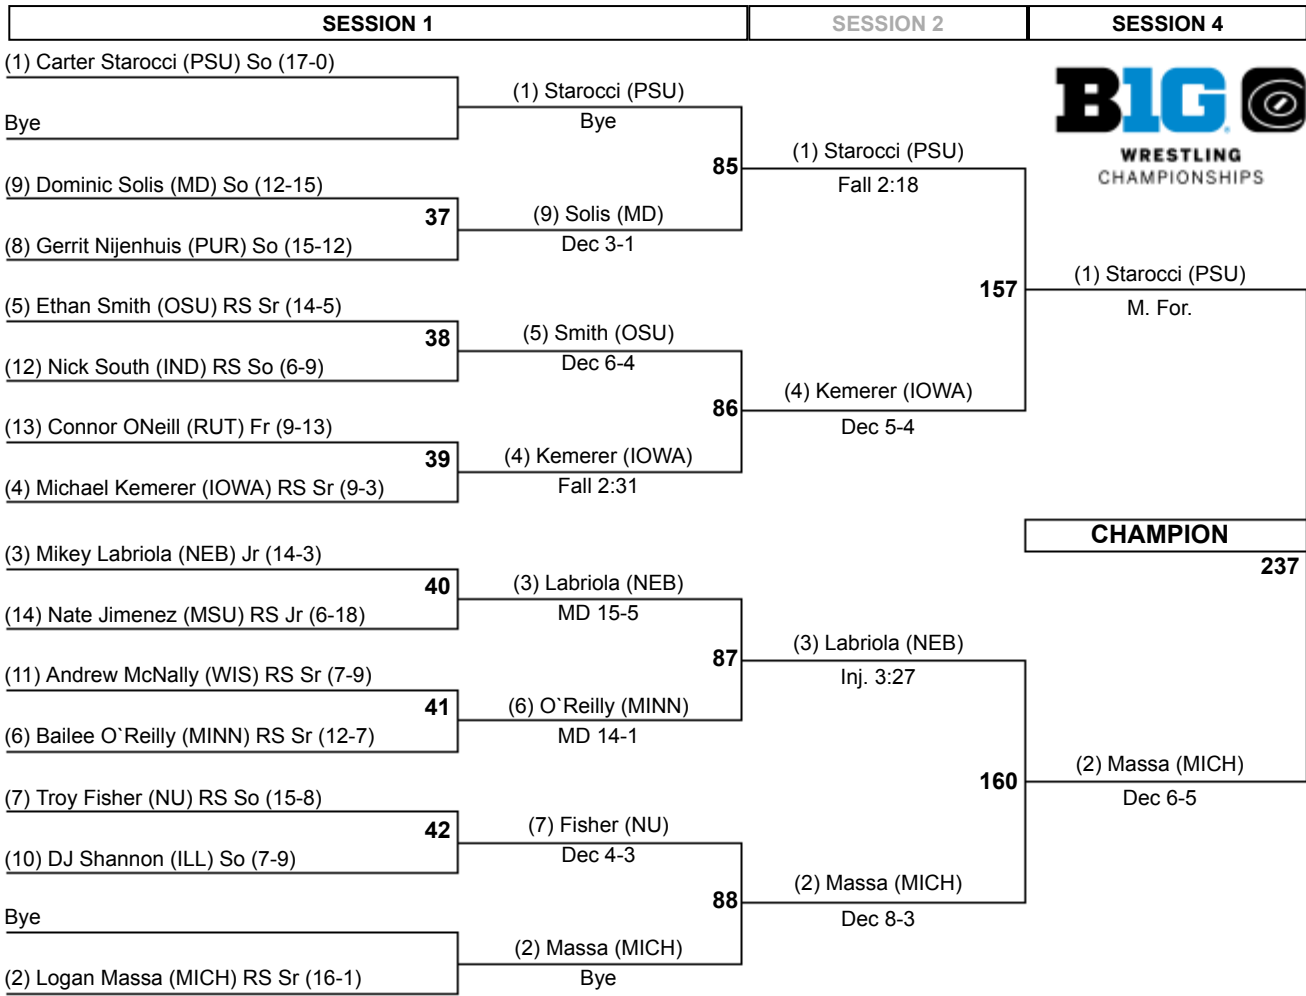 SESSION 1
SESSION 2
SESSION 4
(1) Carter Starocci (PSU) So (17-0)
Bye
(9) Dominic Solis (MD) So (12-15)
37
(8) Gerrit Nijenhuis (PUR) So (15-12)
(5) Ethan Smith (OSU) RS Sr (14-5)
38
(12) Nick South (IND) RS So (6-9)
(13) Connor ONeill (RUT) Fr (9-13)
39
(4) Michael Kemerer (IOWA) RS Sr (9-3)
(3) Mikey Labriola (NEB) Jr (14-3)
40
(14) Nate Jimenez (MSU) RS Jr (6-18)
(11) Andrew McNally (WIS) RS Sr (7-9)
41
(6) Bailee O`Reilly (MINN) RS Sr (12-7)
(7) Troy Fisher (NU) RS So (15-8)
42
(10) DJ Shannon (ILL) So (7-9)
Bye
(2) Logan Massa (MICH) RS Sr (16-1)
(1) Starocci (PSU)
Bye
85
(9) Solis (MD)
Dec 3-1
(5) Smith (OSU)
Dec 6-4
86
(4) Kemerer (IOWA)
Fall 2:31
(3) Labriola (NEB)
MD 15-5
87
(6) O`Reilly (MINN)
MD 14-1
(7) Fisher (NU)
Dec 4-3
88
(2) Massa (MICH)
Bye
(1) Starocci (PSU)
Fall 2:18
157
(4) Kemerer (IOWA)
Dec 5-4
(3) Labriola (NEB)
Inj. 3:27
160
(2) Massa (MICH)
Dec 8-3
B1G
WRESTLING
CHAMPIONSHIPS
(1) Starocci (PSU)
M. For.
CHAMPION
237
(2) Massa (MICH)
Dec 6-5